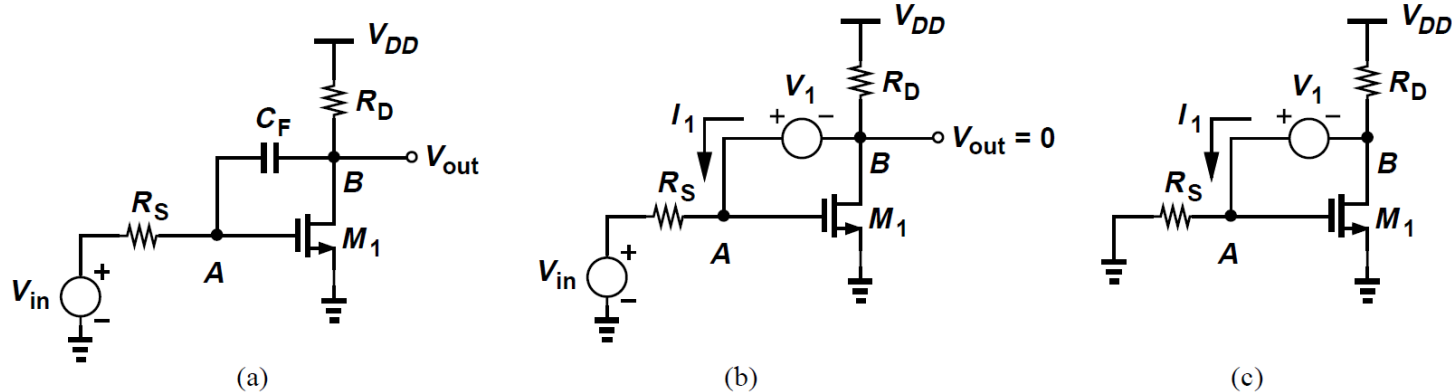 V_DD
R_D
C_F
V_out
B
R_S
M_1
A
V_in
+
−
(a)
V_DD
R_D
V_1
+ −
I_1
V_out = 0
B
R_S
M_1
A
V_in
+
−
(b)
V_DD
R_D
V_1
+ −
I_1
B
R_S
M_1
A
(c)